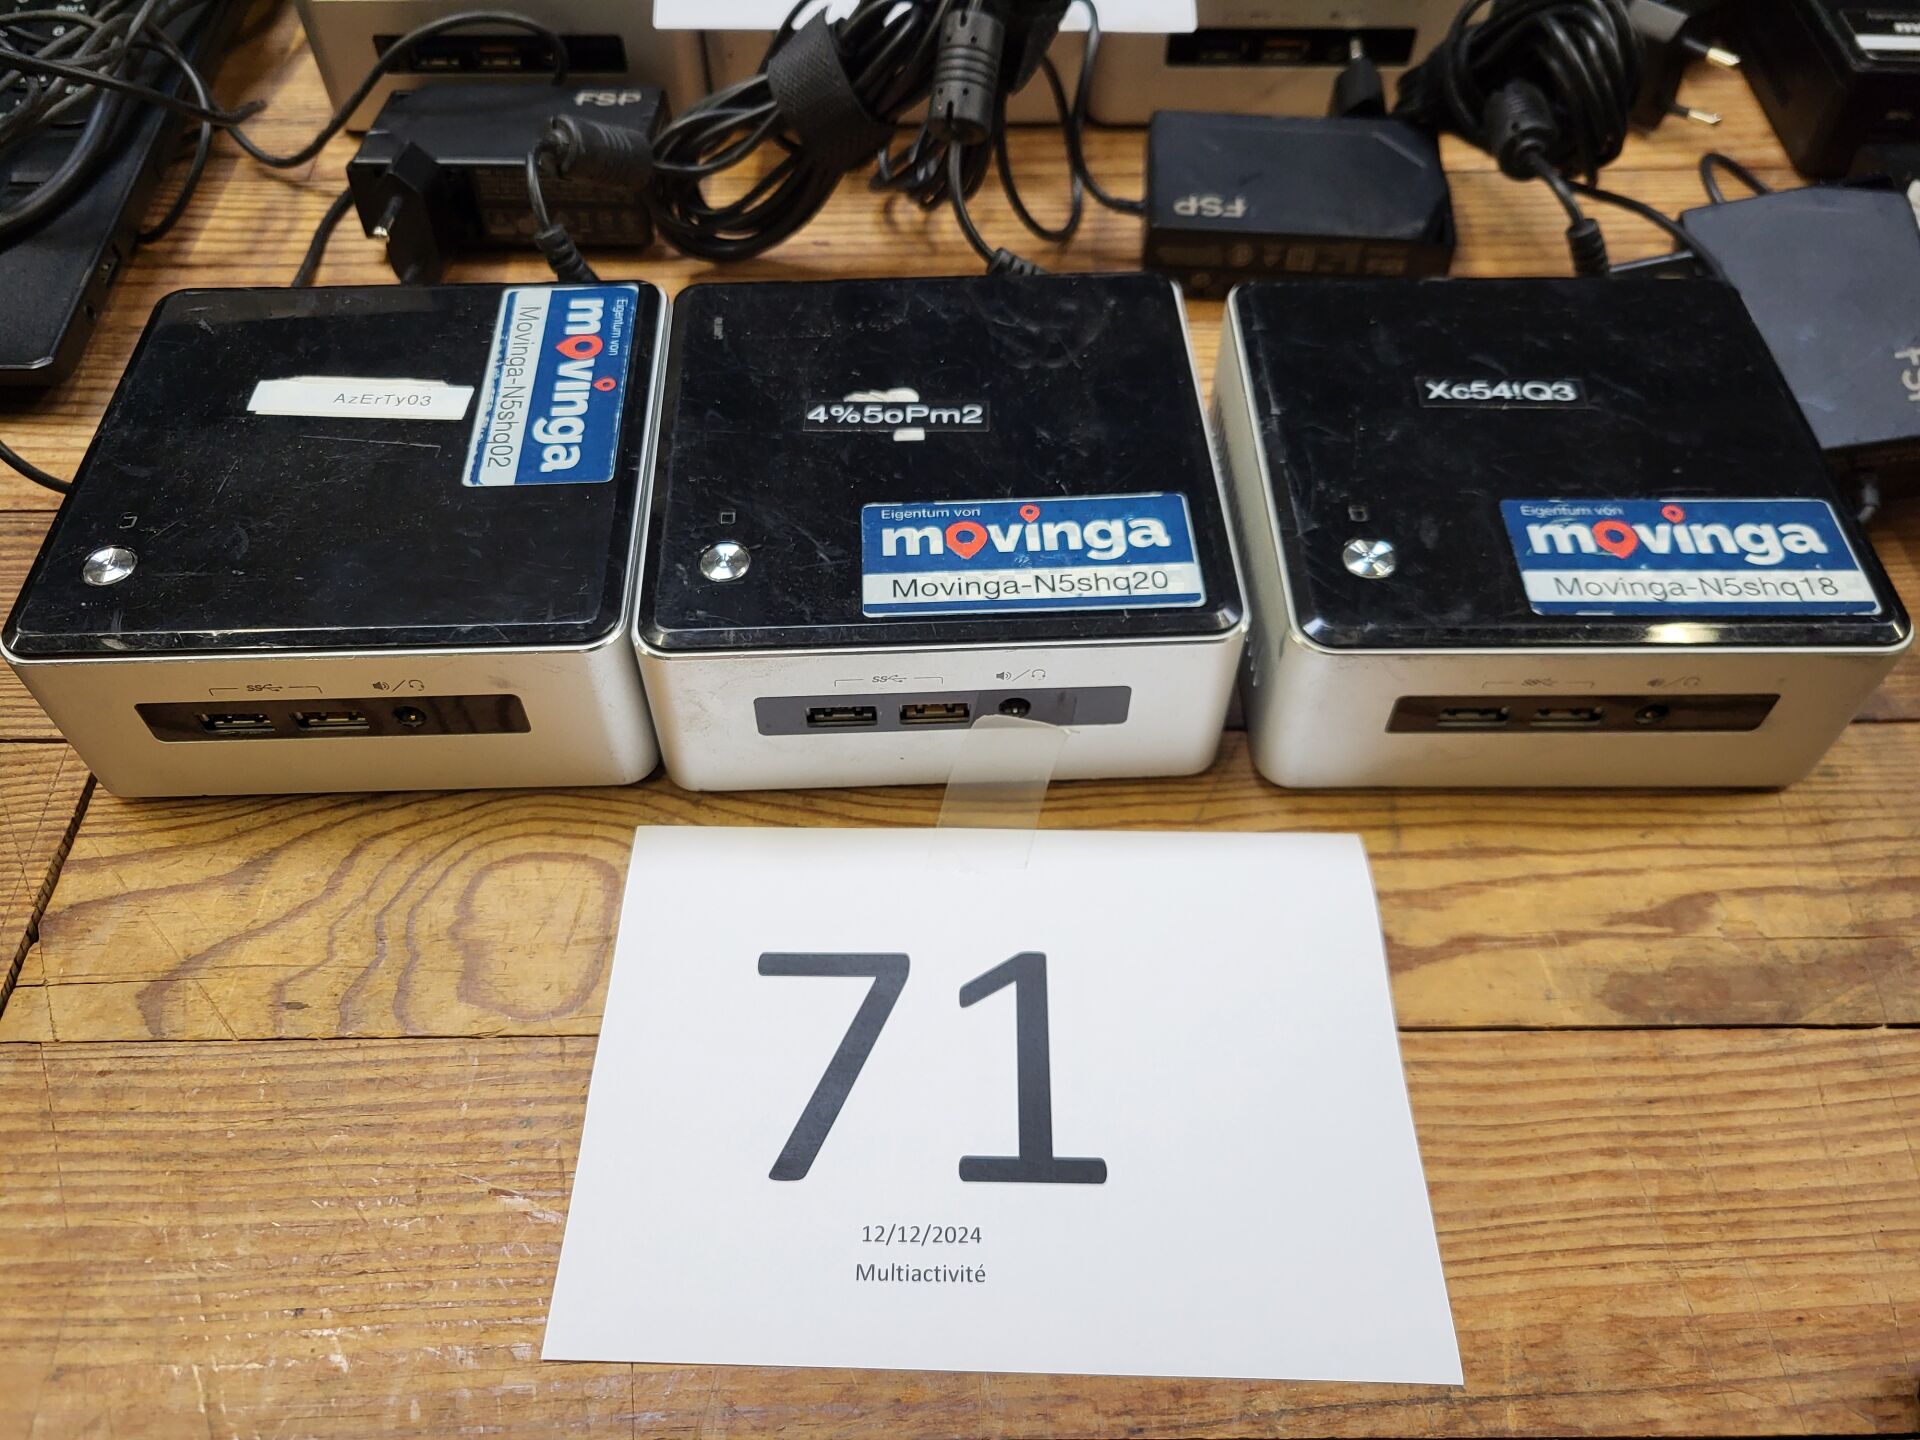 FSP
FSP
FSP
AzErTy03
Eigentum von
movinga
Movinga-N5shq02
4%5oPm2
Eigentum von
movinga
Movinga-N5shq20
Xc54!Q3
Eigentum von
movinga
Movinga-N5shq18
71
12/12/2024
Multiactivité